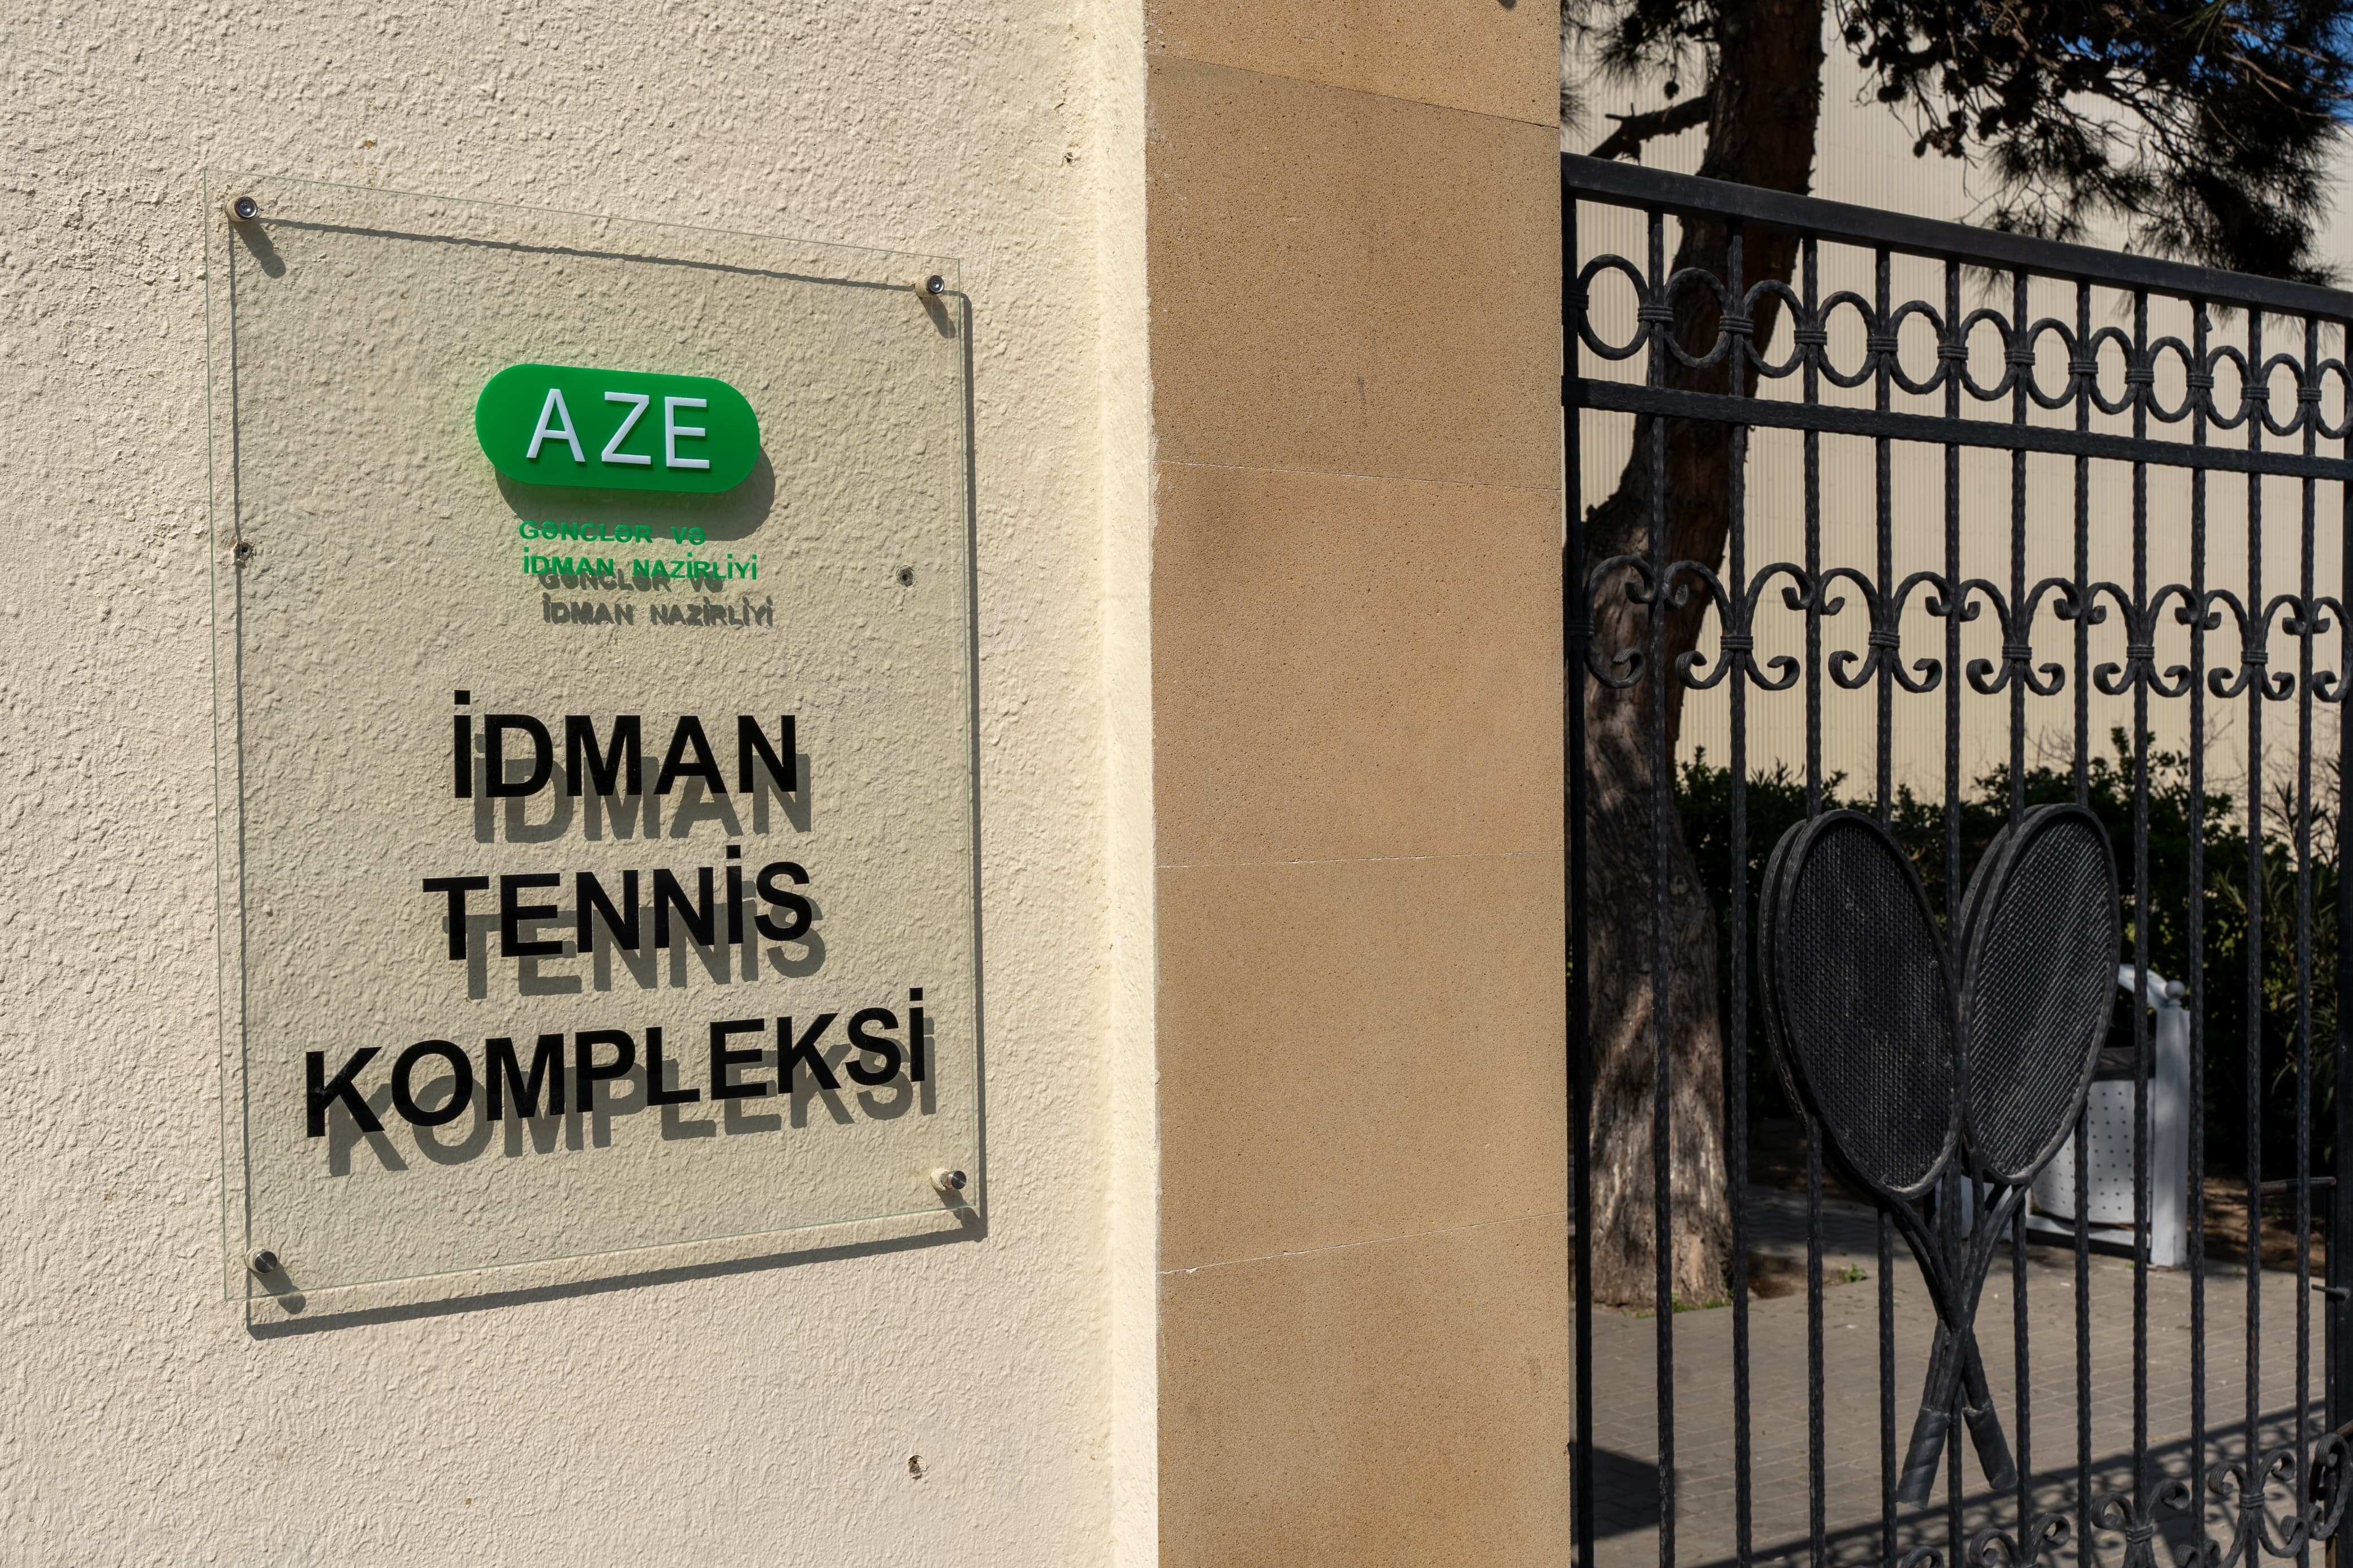 AZE
GƏNCLƏR VƏ
İDMAN NAZİRLİYİ
İDMAN
TENNİS
KOMPLEKSİ